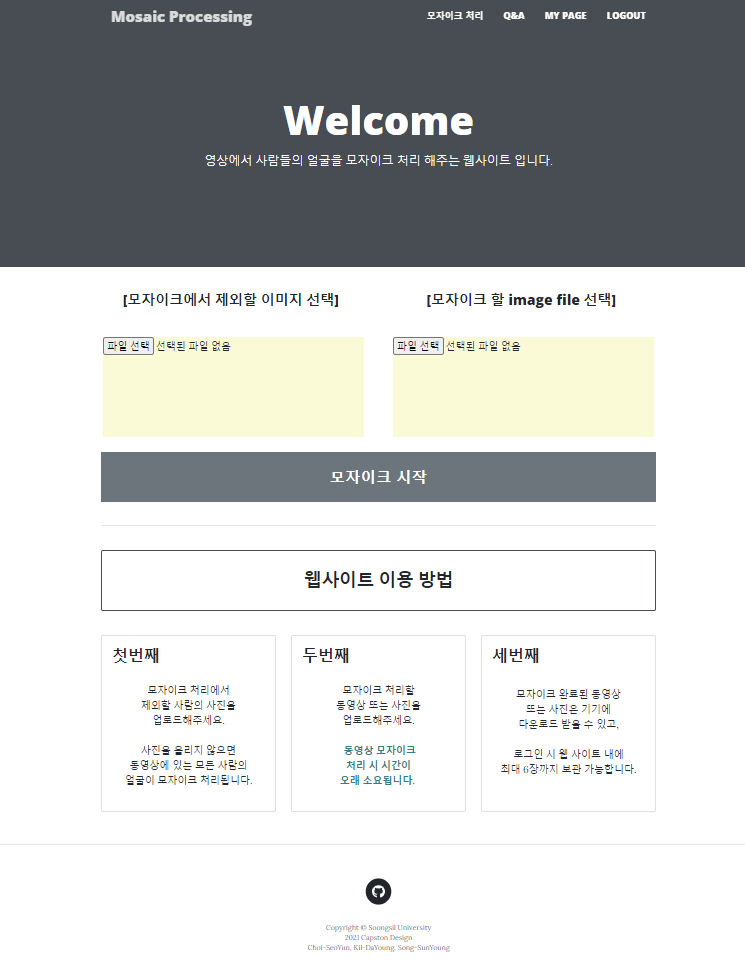 Mosaic Processing
모자이크 처리 Q&A MY PAGE LOGOUT
Welcome
영상에서 사람들의 얼굴을 모자이크 처리 해주는 웹사이트 입니다.
[모자이크에서 제외할 이미지 선택]
[모자이크 할 image file 선택]
파일 선택 선택된 파일 없음
파일 선택 선택된 파일 없음
모자이크 시작
웹사이트 이용 방법
첫번째
모자이크 처리에서
제외할 사람의 사진을
업로드해주세요.
사진을 올리지 않으면
동영상에 있는 모든 사람의
얼굴이 모자이크 처리됩니다.
두번째
모자이크 처리할
동영상 또는 사진을
업로드해주세요.
동영상 모자이크
처리 시 시간이
오래 소요됩니다.
세번째
모자이크 완료된 동영상
또는 사진은 기기에
다운로드 받을 수 있고,
로그인 시 웹 사이트 내에
최대 6장까지 보관 가능합니다.
Copyright © Soongsil University
2021 Capston Design
Choi-SeoYun, Kil-DaYoung, Song-SunYoung